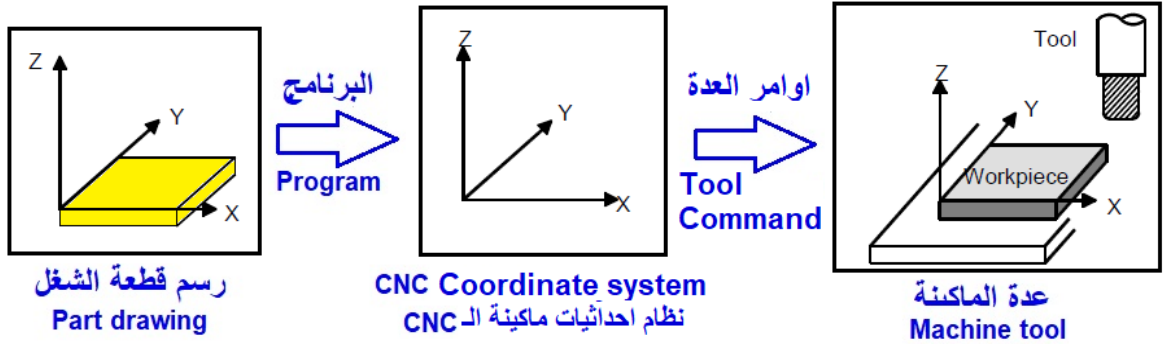 Z
Y
X
رسم قطعة الشغل
Part drawing
البرنامج
Program
Z
Y
X
CNC Coordinate system
نظام احداثيات ماكينة الـ CNC
اوامر العدة
Tool
Command
Tool
Z
Y
Workpiece
X
عدة الماكينة
Machine tool